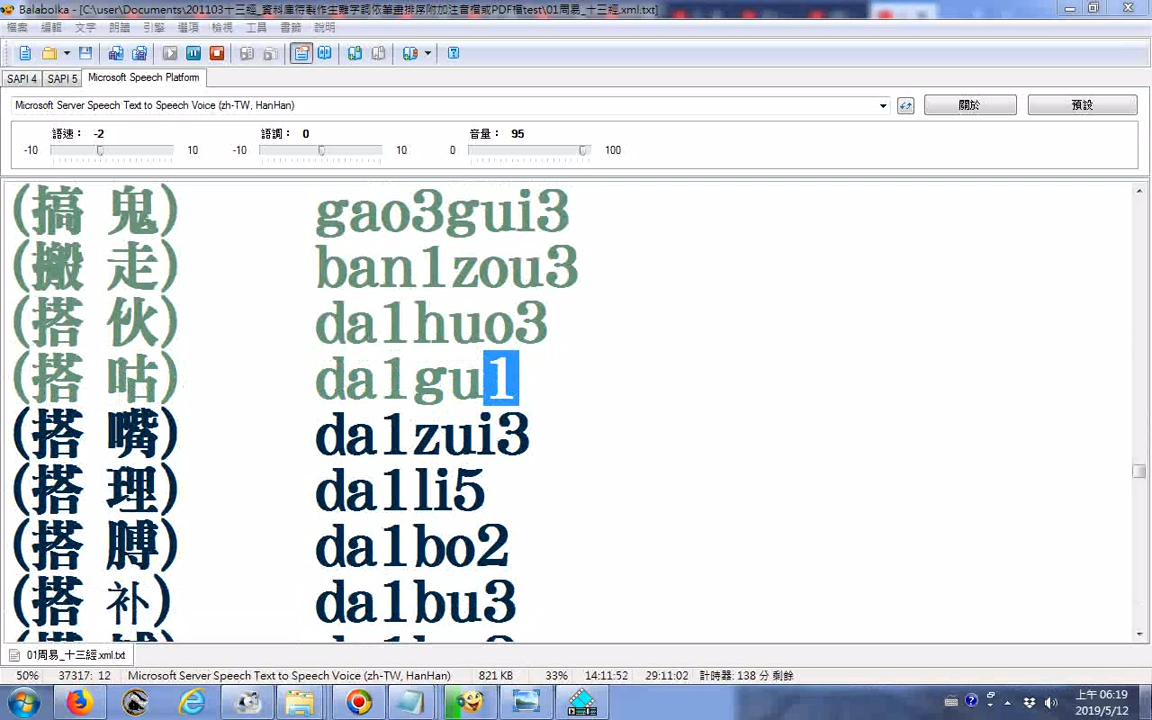 Balabolka - [C:\user\Documents\201103十三經_資料庫待製作生難字詞依筆畫排序附加注音檔或PDF檔test\01周易_十三經.xml.txt]
檔案 編輯 文字 朗讀 引擎 選項 檢視 工具 書籤 說明
SAPI 4 SAPI 5 Microsoft Speech Platform
Microsoft Server Speech Text to Speech Voice (zh-TW, HanHan) 關於 預設
語速： -2 語調： 0 音量： 95
-10 10 -10 10 0 100
(搞 鬼) gao3gui3
(搬 走) ban1zou3
(搭 伙) da1huo3
(搭 咕) da1gu1
(搭 嘴) da1zui3
(搭 理) da1li5
(搭 膊) da1bo2
(搭 补) da1bu3
01周易_十三經.xml.txt
50% 37317: 12 Microsoft Server Speech Text to Speech Voice (zh-TW, HanHan) 821 KB 33% 14:11:52 29:11:02 計時器: 138 分 剩餘
上午 06:19
2019/5/12